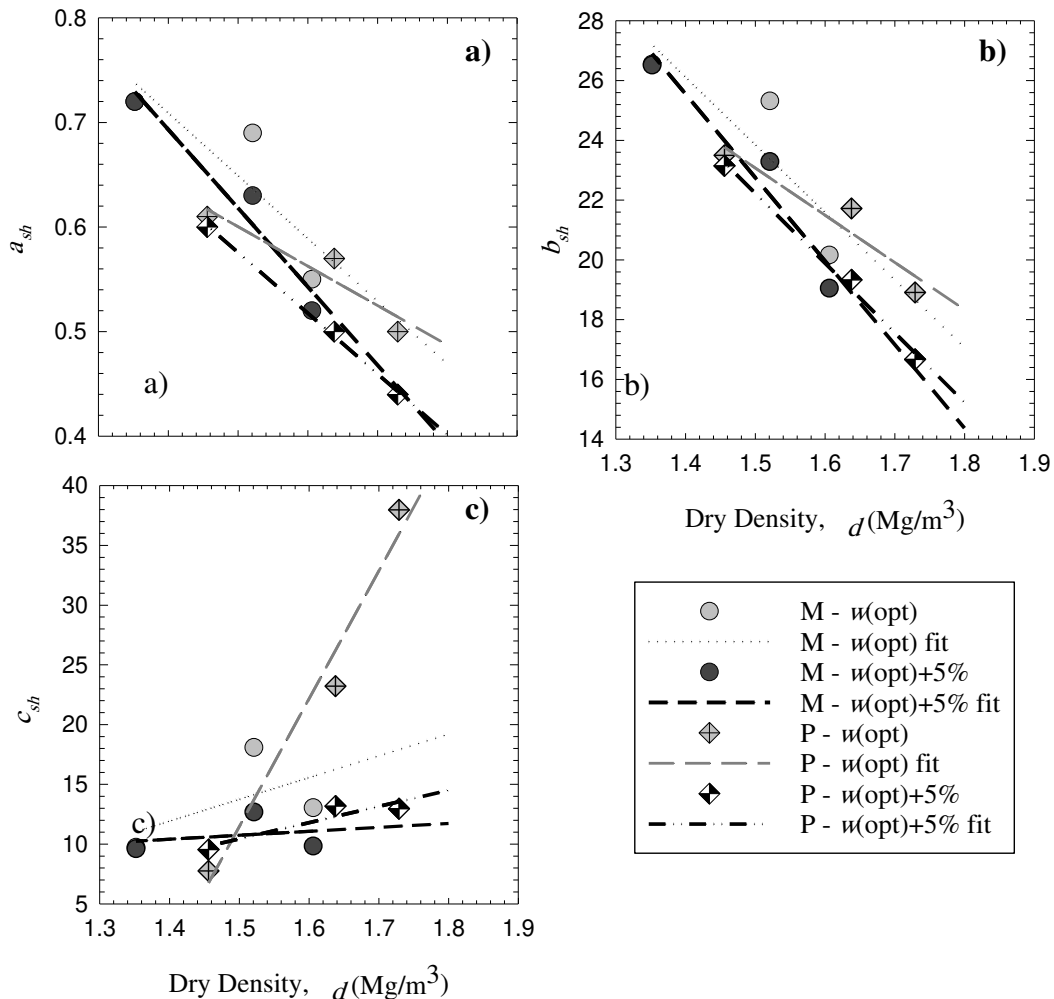 0.8
0.7
0.6
0.5
0.4
a sh
a)
a)
28
26
24
22
20
18
16
14
b sh
b)
b)
1.3 1.4 1.5 1.6 1.7 1.8 1.9
Dry Density, d (Mg/m3)
40
35
30
25
20
15
10
5
c sh
c)
c)
1.3 1.4 1.5 1.6 1.7 1.8 1.9
Dry Density, d (Mg/m3)
M - w(opt)
M - w(opt) fit
M - w(opt)+5%
M - w(opt)+5% fit
P - w(opt)
P - w(opt) fit
P - w(opt)+5%
P - w(opt)+5% fit